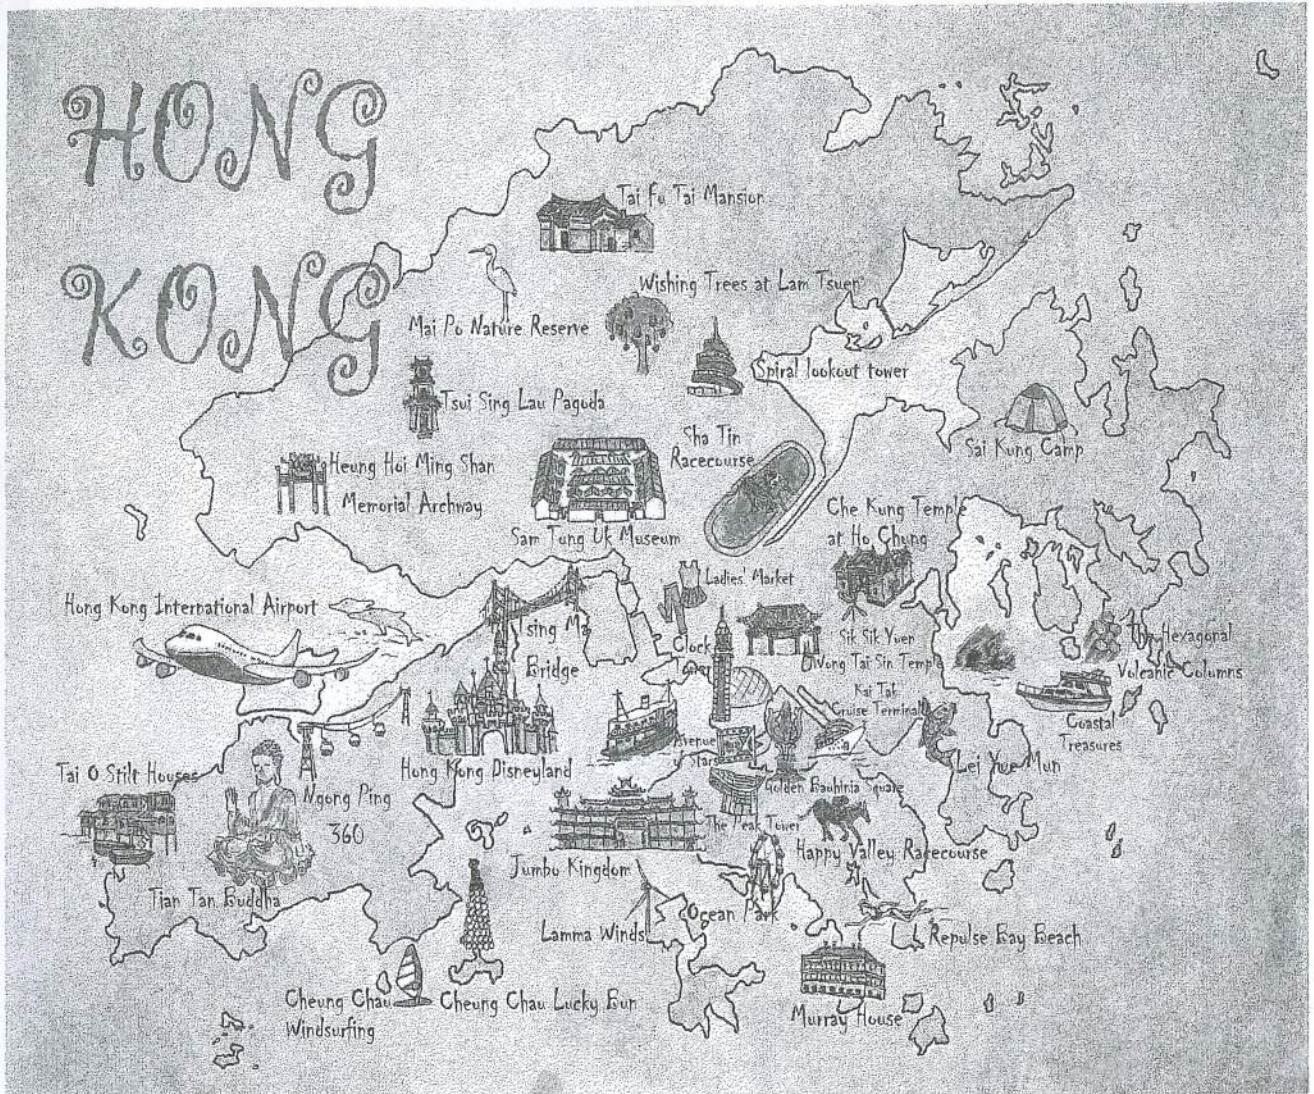 HONG
KONG
Tai Fu Tai Mansion
Wishing Trees at Lam Tsuen
Mai Po Nature Reserve
Spiral lookout tower
Tsui Sing Lau Pagoda
Sha Tin
Racecourse
Sai Kung Camp
Heung Hoi Ming Shan
Memorial Archway
Sam Tung Uk Museum
Che Kung Temple
at Ho Chung
Ladies' Market
Hong Kong International Airport
Tsing Ma
Bridge
Clock
Tower
Sik Sik Yuen
Wong Tai Sin Temple
The Hexagonal
Volcanic Columns
Kai Tak
Cruise Terminal
Coastal
Treasures
Avenue
of Stars
Lei Yue Mun
Hong Kong Disneyland
Tai O Stilt Houses
Ngong Ping
360
Golden Bauhinia Square
The Peak Tower
Happy Valley Racecourse
Jumbo Kingdom
Tian Tan Buddha
Ocean Park
Lamma Winds
Repulse Bay Beach
Cheung Chau
Windsurfing
Cheung Chau Lucky Bun
Murray House